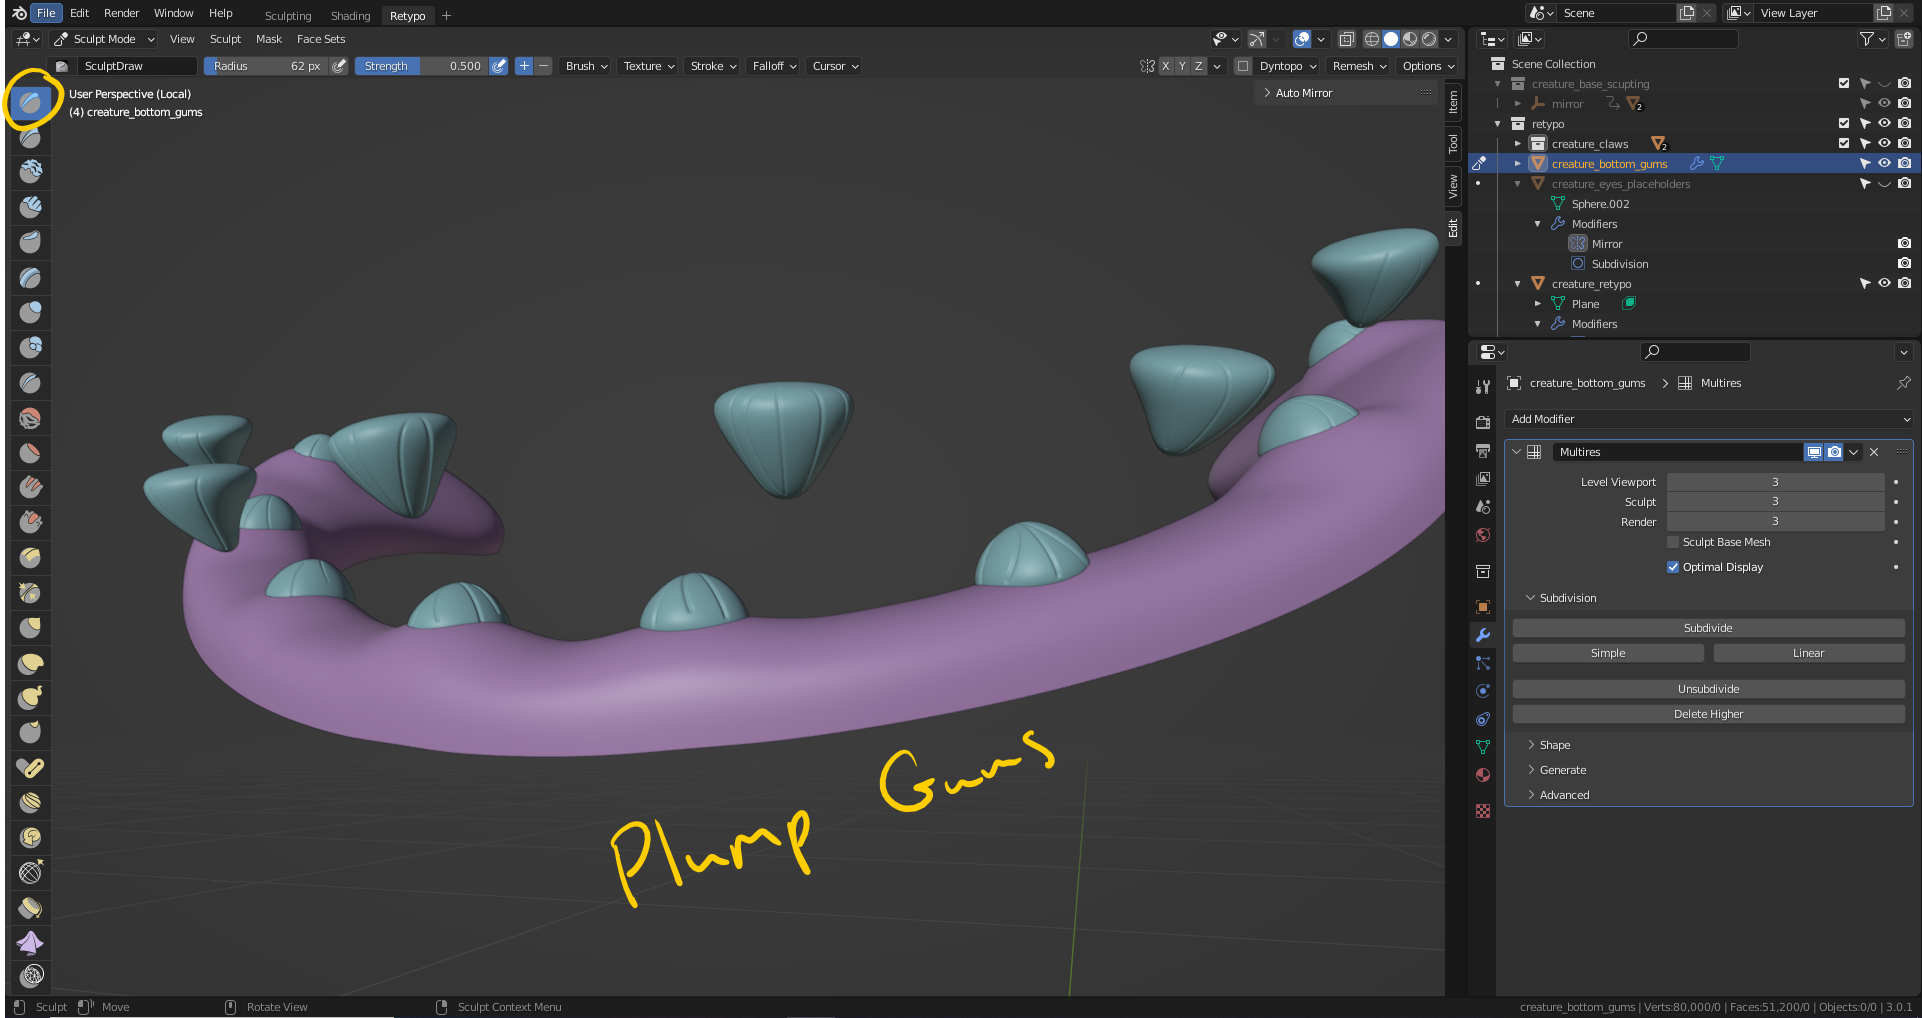 File Edit Render Window Help Sculpting Shading Retypo + Scene View Layer
Sculpt Mode View Sculpt Mask Face Sets
SculptDraw Radius 62 px Strength 0.500 Brush Texture Stroke Falloff Cursor X Y Z Dyntopo Remesh Options
User Perspective (Local)
(4) creature_bottom_gums
Auto Mirror
Item
Tool
View
Edit
Scene Collection
creature_base_scupting
mirror 2
retypo
creature_claws 2
creature_bottom_gums
creature_eyes_placeholders
Sphere.002
Modifiers
Mirror
Subdivision
creature_retypo
Plane
Modifiers
creature_bottom_gums > Multires
Add Modifier
Multires
Level Viewport 3
Sculpt 3
Render 3
Sculpt Base Mesh
Optimal Display
Subdivision
Subdivide
Simple Linear
Unsubdivide
Delete Higher
Shape
Generate
Advanced
Plump Gums
Sculpt Move Rotate View Sculpt Context Menu
creature_bottom_gums | Verts:80,000/0 | Faces:51,200/0 | Objects:0/0 | 3.0.1